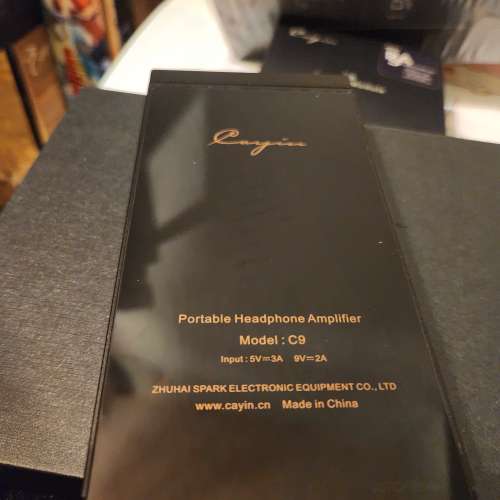 Cayin
Cayin
Portable Headphone Amplifier
Model : C9
Input : 5V⎓3A 9V⎓2A
ZHUHAI SPARK ELECTRONIC EQUIPMENT CO., LTD
www.cayin.cn Made in China